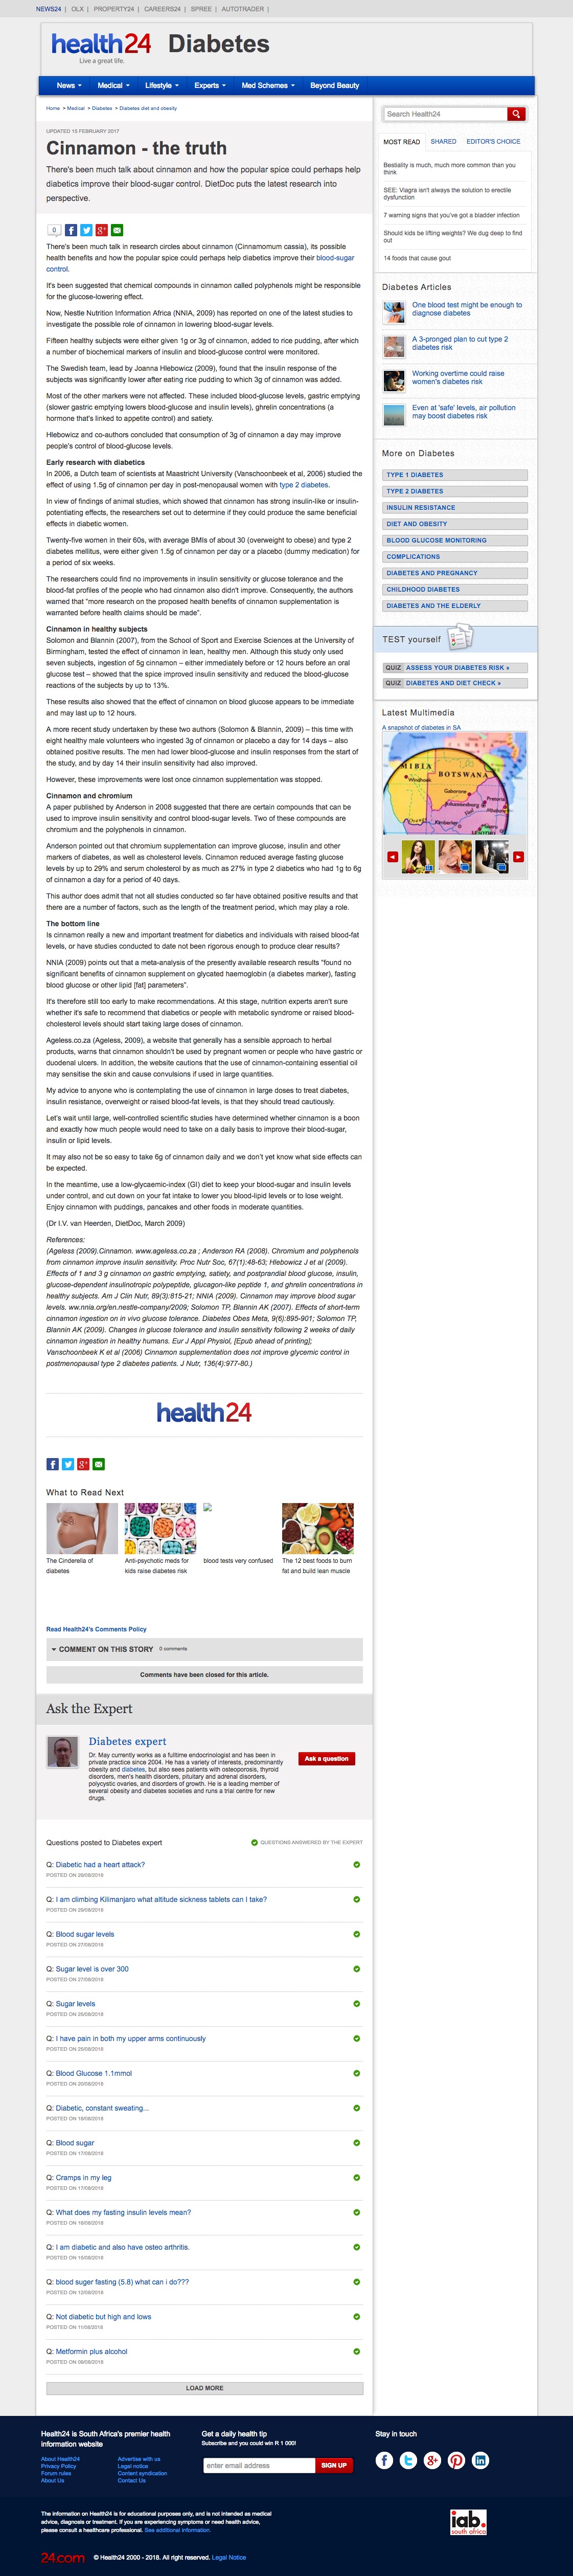 NEWS24 | OLX | PROPERTY24 | CAREERS24 | SPREE | AUTOTRADER |
health24 Diabetes
Live a great life.
News Medical Lifestyle Experts Med Schemes Beyond Beauty
Home > Medical > Diabetes > Diabetes diet and obesity
UPDATED 15 FEBRUARY 2017
Cinnamon - the truth
There's been much talk about cinnamon and how the popular spice could perhaps help
diabetics improve their blood-sugar control. DietDoc puts the latest research into
perspective.
0
There's been much talk in research circles about cinnamon (Cinnamomum cassia), its possible
health benefits and how the popular spice could perhaps help diabetics improve their blood-sugar
control.
It's been suggested that chemical compounds in cinnamon called polyphenols might be responsible
for the glucose-lowering effect.
Now, Nestle Nutrition Information Africa (NNIA, 2009) has reported on one of the latest studies to
investigate the possible role of cinnamon in lowering blood-sugar levels.
Fifteen healthy subjects were either given 1g or 3g of cinnamon, added to rice pudding, after which
a number of biochemical markers of insulin and blood-glucose control were monitored.
The Swedish team, lead by Joanna Hlebowicz (2009), found that the insulin response of the
subjects was significantly lower after eating rice pudding to which 3g of cinnamon was added.
Most of the other markers were not affected. This included blood-glucose levels, gastric emptying
(slower gastric emptying lowers blood-glucose and insulin levels), ghrelin concentrations (a
hormone that's linked to appetite control) and satiety.
Hlebowicz and co-authors concluded that consumption of 3g of cinnamon a day may improve
people's control of blood-glucose levels.
Early research with diabetics
In 2006, a Dutch team of scientists at Maastricht University (Vanschoonbeek et al, 2006) studied the
effect of using 1.5g of cinnamon per day in post-menopausal women with type 2 diabetes.
In view of findings of animal studies, which showed that cinnamon has strong insulin-like or insulin-
potentiating effects, the researchers set out to determine if they could produce the same beneficial
effects in diabetic women.
Twenty-five women in their 60s, with average BMIs of about 30 (overweight to obese) and type 2
diabetes mellitus, were either given 1.5g of cinnamon per day or a placebo (dummy medication) for
a period of six weeks.
The researchers could find no improvements in insulin sensitivity or glucose tolerance and the
blood-fat profiles of the people who had received cinnamon also didn't improve. The authors warned
that “more research on the proposed health benefits of cinnamon supplementation is
warranted before health claims should be made”.
Cinnamon in healthy subjects
Solomon and Blannin (2007), from the School of Sport and Exercise Sciences at the University of
Birmingham, tested the effect of cinnamon in lean, healthy subjects. Although this study used only
seven subjects, ingestion of 5g cinnamon – either immediately before or 12 hours before an oral
glucose test – showed that the spice reduced total plasma (blood) glucose and blood-glucose
reactions of the subjects by up to 13%.
These results also showed that the effect of cinnamon on blood glucose appears to be immediate
and may last up to 12 hours.
A more recent study undertaken by these two authors (Solomon & Blannin, 2009) – this time with
eight healthy male volunteers who ingested 3g of cinnamon or placebo a day for 14 days – also
obtained positive results. The men had lower blood-glucose and insulin responses from the start of
the study, and by day 14 their insulin sensitivity had also improved.
However, these improvements were lost once cinnamon supplementation was stopped.
Cinnamon and chromium
A paper published by Anderson in 2008 suggested that there are certain compounds that can be
used to improve insulin sensitivity and control blood-sugar levels. Two of these compounds are
chromium and the polyphenols in cinnamon.
Anderson pointed out that chromium supplements can improve glucose, insulin and other
markers of diabetes, as well as cholesterol levels. Cinnamon reduced average fasting glucose
levels by up to 29% and serum cholesterol by as much as 27% in type 2 diabetics who had 1g to 6g
of cinnamon a day for a period of 40 days.
This author does admit that not all studies conducted so far have obtained positive results and that
there are a number of factors, such as the length of the treatment period, which may play a role.
The bottom line
Is cinnamon really a new and important treatment for diabetics and individuals with raised blood-fat
levels, or have studies conducted to date not been rigorous enough to produce clear results?
NNIA (2009) points out that a meta-analysis of the presently available research results “found no
significant benefits of cinnamon supplement on glycated haemoglobin (a diabetes marker), fasting
blood glucose or other lipid [fat] parameters”.
It's therefore still too early to make recommendations. At this stage, nutrition experts aren't sure
whether it's safe to recommend that diabetics or people with metabolic syndrome or raised blood-
cholesterol levels should start taking large doses of cinnamon.
Ageless.co.za (Ageless, 2009), a website that generally has a sensible approach to herbal
products, warns that cinnamon shouldn't be used by pregnant women or people who have gastric or
duodenal ulcers. In addition, the website cautions that the use of cinnamon-containing essential oil
may sensitise the skin and cause convulsions if used in large quantities.
My advice to anyone who is contemplating the use of cinnamon in large doses to treat diabetes,
insulin resistance, overweight or raised blood-fat levels, is that they should tread cautiously.
Let's wait until large, well-controlled scientific studies have determined whether cinnamon is a boon
and exactly how much people would need to take on a daily basis to improve their blood-sugar,
insulin or lipid levels.
It may also not be so easy to take 6g of cinnamon daily and we don't yet know what side effects can
be expected.
In the meantime, use a low-glycaemic-index (GI) diet to keep your blood-sugar and insulin levels
under control, and cut down on your fat intake to lower you blood-lipid levels or to lose weight.
Enjoy cinnamon with puddings, pancakes and other foods in moderate quantities.
(Dr I.V. van Heerden, DietDoc, March 2009)
References:
(Ageless (2009).Cinnamon. www.ageless.co.za ; Anderson RA (2008). Chromium and polyphenols
from cinnamon improve insulin sensitivity. Proc Nutr Soc, 67(1):48-63; Hlebowicz J et al (2009).
Effects of 1 and 3 g cinnamon on gastric emptying, satiety, and postprandial blood glucose, insulin,
glucose-dependent insulinotropic polypeptide, glucagon-like peptide 1, and ghrelin concentrations in
healthy subjects. Am J Clin Nutr, 89(3):815-21; NNIA (2009). Cinnamon may improve blood sugar
levels. ww.nnia.org/en.nestle-company/2009; Solomon TP, Blannin AK (2007). Effects of short-term
cinnamon ingestion on in vivo glucose tolerance. Diabetes Obes Meta, 9(6):895-901; Solomon TP,
Blannin AK (2009). Changes in glucose tolerance and insulin sensitivity following 2 weeks of daily
cinnamon ingestion in healthy humans. Eur J Appl Physiol, [Epub ahead of printing];
Vanschoonbeek K et al (2006) Cinnamon supplementation does not improve glycemic control in
postmenopausal type 2 diabetes patients. J Nutr, 136(4):977-80.)
health24
What to Read Next
The Cinderella of
diabetes
Anti-psychotic meds for
kids raise diabetes risk
blood tests very confused
The 12 best foods to burn
fat and build lean muscle
Read Health24's Comments Policy
COMMENT ON THIS STORY 0 comments
Comments have been closed for this article.
Ask the Expert
Diabetes expert
Dr. May currently works as a fulltime endocrinologist and has been in
private practice since 2004. He has a variety of interests, predominantly
obesity and diabetes, but also sees patients with osteoporosis, thyroid
disorders, men's health disorders, pituitary and adrenal disorders,
polycystic ovaries, and disorders of growth. He is a leading member of
several obesity and diabetes societies and runs a trial centre for new
drugs.
Ask a question
Questions posted to Diabetes expert
QUESTIONS ANSWERED BY THE EXPERT
Q: Diabetic had a heart attack?
POSTED ON 29/08/2018
Q: I am climbing Kilimanjaro what altitude sickness tablets can I take?
POSTED ON 29/08/2018
Q: Blood sugar levels
POSTED ON 27/08/2018
Q: Sugar level is over 300
POSTED ON 27/08/2018
Q: Sugar levels
POSTED ON 26/08/2018
Q: I have pain in both my upper arms continuously
POSTED ON 25/08/2018
Q: Blood Glucose 1.1mmol
POSTED ON 20/08/2018
Q: Diabetic, constant sweating...
POSTED ON 18/08/2018
Q: Blood sugar
POSTED ON 17/08/2018
Q: Cramps in my leg
POSTED ON 17/08/2018
Q: What does my fasting insulin levels mean?
POSTED ON 16/08/2018
Q: I am diabetic and also have osteo arthritis.
POSTED ON 15/08/2018
Q: blood suger fasting (5.8) what can i do???
POSTED ON 12/08/2018
Q: Not diabetic but high and lows
POSTED ON 11/08/2018
Q: Metformin plus alcohol
POSTED ON 09/08/2018
LOAD MORE
Search Health24
MOST READ SHARED EDITOR'S CHOICE
Bestiality is much, much more common than you
think
SEE: Viagra isn't always the solution to erectile
dysfunction
7 warning signs that you've got a bladder infection
Should kids be lifting weights? We dug deep to find
out
14 foods that cause gout
Diabetes Articles
One blood test might be enough to
diagnose diabetes
A 3-pronged plan to cut type 2
diabetes risk
Working overtime could raise
women's diabetes risk
Even at 'safe' levels, air pollution
may boost diabetes risk
More on Diabetes
TYPE 1 DIABETES
TYPE 2 DIABETES
INSULIN RESISTANCE
DIET AND OBESITY
BLOOD GLUCOSE MONITORING
COMPLICATIONS
DIABETES AND PREGNANCY
CHILDHOOD DIABETES
DIABETES AND THE ELDERLY
TEST yourself
QUIZ ASSESS YOUR DIABETES RISK »
QUIZ DIABETES AND DIET CHECK »
Latest Multimedia
A snapshot of diabetes in SA
MIBIA
Windhoek
BOTSWANA
Gaborone
Pretoria
Johannesburg
Health24 is South Africa's premier health
information website
About Health24
Privacy Policy
Forum rules
About Us
Advertise with us
Legal notice
Content syndication
Contact Us
Get a daily health tip
Subscribe and you could win R 1 000!
enter email address SIGN UP
Stay in touch
The information on Health24 is for educational purposes only, and is not intended as medical
advice, diagnosis or treatment. If you are experiencing symptoms or need health advice,
please consult a healthcare professional. See additional information.
iab.
south africa
24.com © Health24 2000 - 2018. All right reserved. Legal Notice